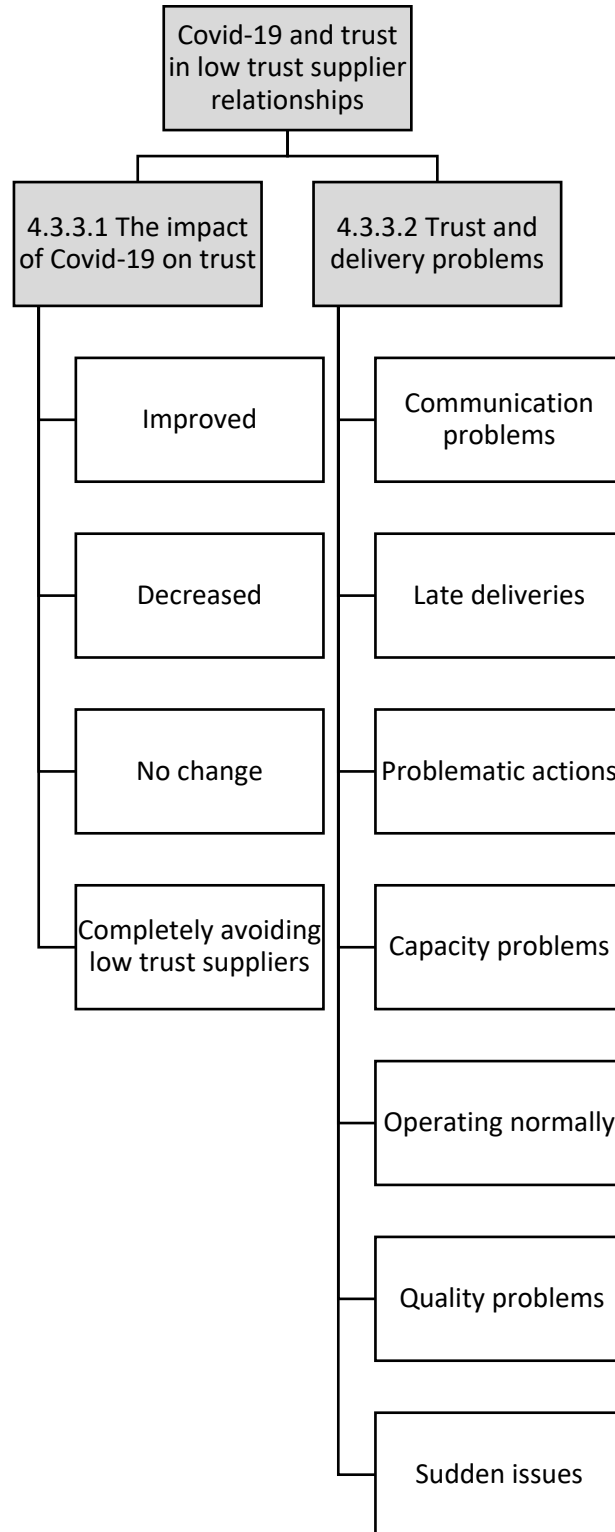 Covid-19 and trust
in low trust supplier
relationships
4.3.3.1 The impact
of Covid-19 on trust
Improved
Decreased
No change
Completely avoiding
low trust suppliers
4.3.3.2 Trust and
delivery problems
Communication
problems
Late deliveries
Problematic actions
Capacity problems
Operating normally
Quality problems
Sudden issues